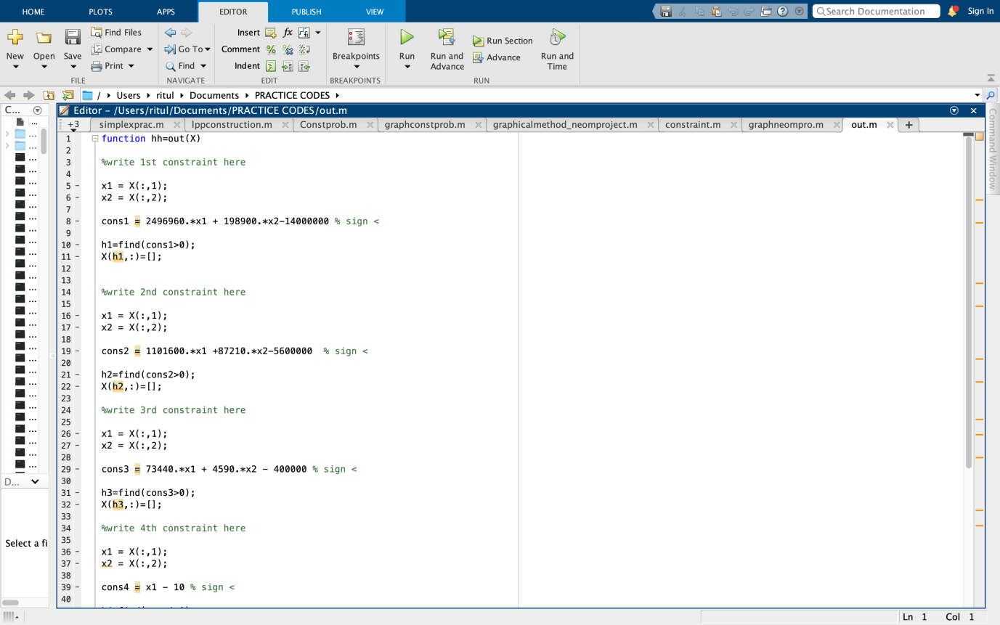 HOME PLOTS APPS EDITOR PUBLISH VIEW Search Documentation Sign In
New Open Save Find Files Compare Print Go To Find Insert fx Comment Indent Breakpoints Run Run and Advance Run Section Advance Run and Time
FILE NAVIGATE EDIT BREAKPOINTS RUN
/ Users ritul Documents PRACTICE CODES
C... Editor – /Users/ritul/Documents/PRACTICE CODES/out.m
+3 simplexprac.m lppconstruction.m Constprob.m graphconstprob.m graphicalmethod_neomproject.m constraint.m graphneompro.m out.m +
Command Window
1 function hh=out(X)
2
3 %write 1st constraint here
4
5 – x1 = X(:,1);
6 – x2 = X(:,2);
7
8 – cons1 = 2496960.*x1 + 198900.*x2-14000000 % sign <
9
10 – h1=find(cons1>0);
11 – X(h1,:)=[];
12
13
14 %write 2nd constraint here
15
16 – x1 = X(:,1);
17 – x2 = X(:,2);
18
19 – cons2 = 1101600.*x1 +87210.*x2-5600000 % sign <
20
21 – h2=find(cons2>0);
22 – X(h2,:)=[];
23
24 %write 3rd constraint here
25
26 – x1 = X(:,1);
27 – x2 = X(:,2);
28
29 – cons3 = 73440.*x1 + 4590.*x2 - 400000 % sign <
30
31 – h3=find(cons3>0);
32 – X(h3,:)=[];
33
34 %write 4th constraint here
35
36 – x1 = X(:,1);
37 – x2 = X(:,2);
38
39 – cons4 = x1 - 10 % sign <
40
D...
Select a fi
Ln 1 Col 1